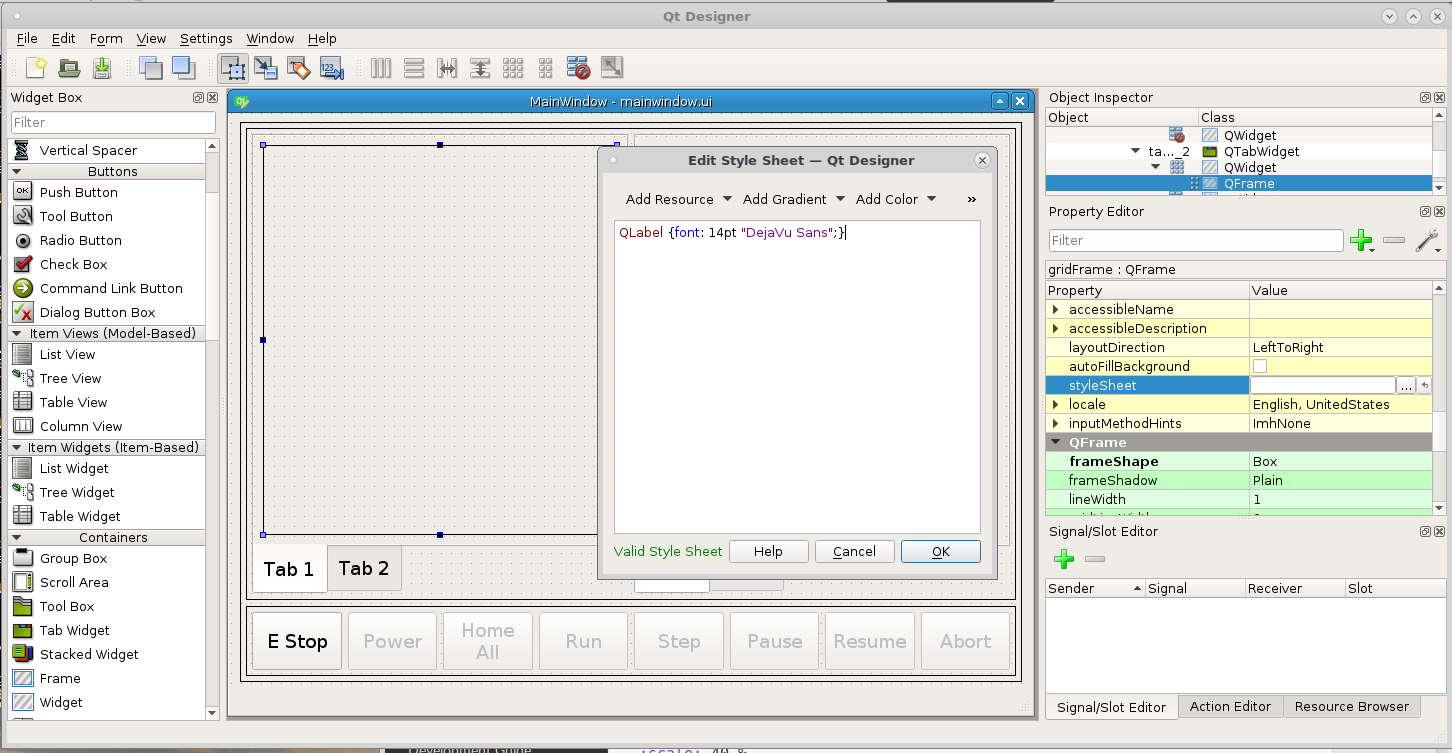 Qt Designer
File Edit Form View Settings Window Help
Widget Box
Filter
Vertical Spacer
Buttons
Push Button
Tool Button
Radio Button
Check Box
Command Link Button
Dialog Button Box
Item Views (Model-Based)
List View
Tree View
Table View
Column View
Item Widgets (Item-Based)
List Widget
Tree Widget
Table Widget
Containers
Group Box
Scroll Area
Tool Box
Tab Widget
Stacked Widget
Frame
Widget
MainWindow - mainwindow.ui
Tab 1 Tab 2
E Stop Power Home All Run Step Pause Resume Abort
Edit Style Sheet — Qt Designer
Add Resource Add Gradient Add Color »
QLabel {font: 14pt "DejaVu Sans";}
Valid Style Sheet Help Cancel OK
Object Inspector
Object Class
QWidget
ta..._2 QTabWidget
QWidget
QFrame
Property Editor
Filter
gridFrame : QFrame
Property Value
accessibleName
accessibleDescription
layoutDirection LeftToRight
autoFillBackground
styleSheet ...
locale English, UnitedStates
inputMethodHints ImhNone
QFrame
frameShape Box
frameShadow Plain
lineWidth 1
Signal/Slot Editor
Sender Signal Receiver Slot
Signal/Slot Editor Action Editor Resource Browser
Development Guide